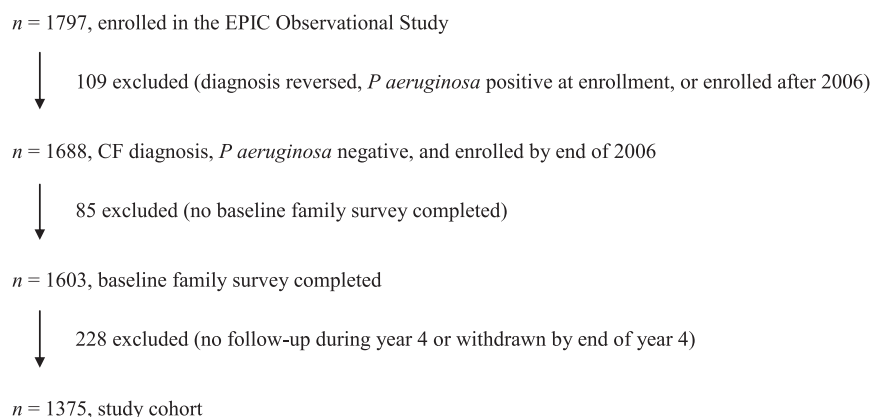 n = 1797, enrolled in the EPIC Observational Study
109 excluded (diagnosis reversed, P aeruginosa positive at enrollment, or enrolled after 2006)
n = 1688, CF diagnosis, P aeruginosa negative, and enrolled by end of 2006
85 excluded (no baseline family survey completed)
n = 1603, baseline family survey completed
228 excluded (no follow-up during year 4 or withdrawn by end of year 4)
n = 1375, study cohort